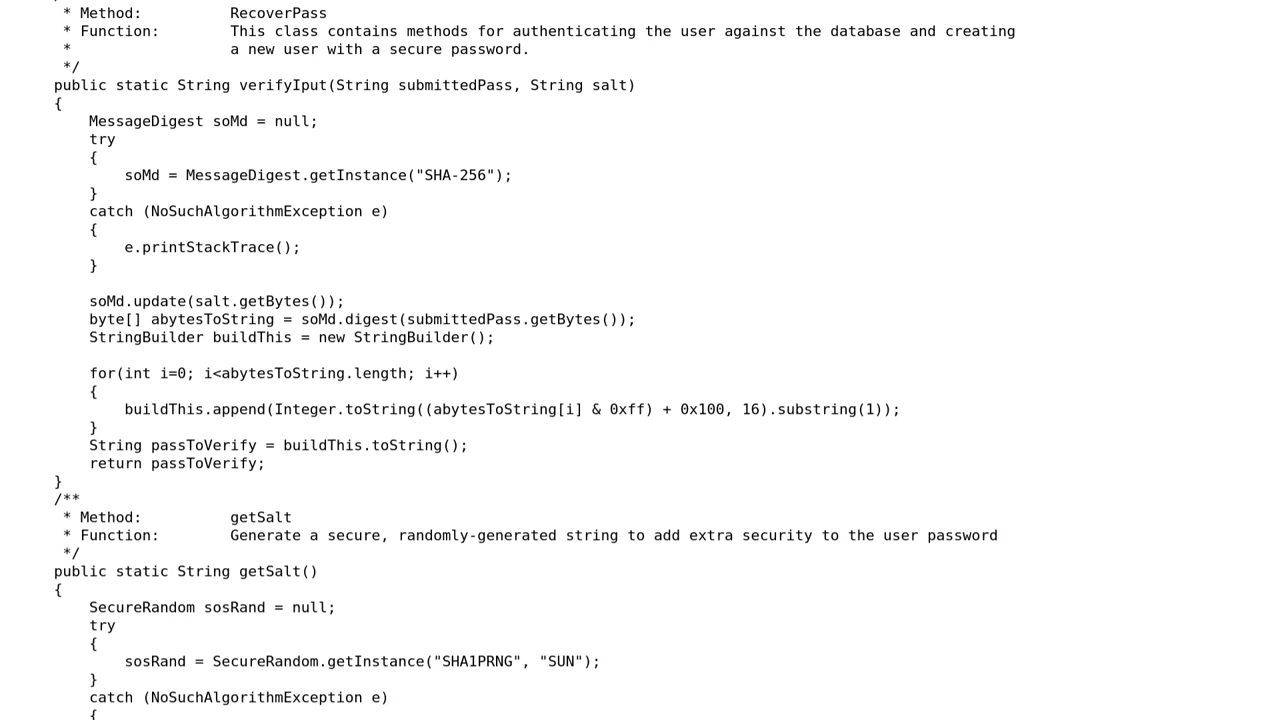 * Method:          RecoverPass
 * Function:        This class contains methods for authenticating the user against the database and creating
 *                  a new user with a secure password.
 */
public static String verifyIput(String submittedPass, String salt)
{
    MessageDigest soMd = null;
    try
    {
        soMd = MessageDigest.getInstance("SHA-256");
    }
    catch (NoSuchAlgorithmException e)
    {
        e.printStackTrace();
    }

    soMd.update(salt.getBytes());
    byte[] abytesToString = soMd.digest(submittedPass.getBytes());
    StringBuilder buildThis = new StringBuilder();

    for(int i=0; i<abytesToString.length; i++)
    {
        buildThis.append(Integer.toString((abytesToString[i] & 0xff) + 0x100, 16).substring(1));
    }
    String passToVerify = buildThis.toString();
    return passToVerify;
}
/**
 * Method:          getSalt
 * Function:        Generate a secure, randomly-generated string to add extra security to the user password
 */
public static String getSalt()
{
    SecureRandom sosRand = null;
    try
    {
        sosRand = SecureRandom.getInstance("SHA1PRNG", "SUN");
    }
    catch (NoSuchAlgorithmException e)
    {